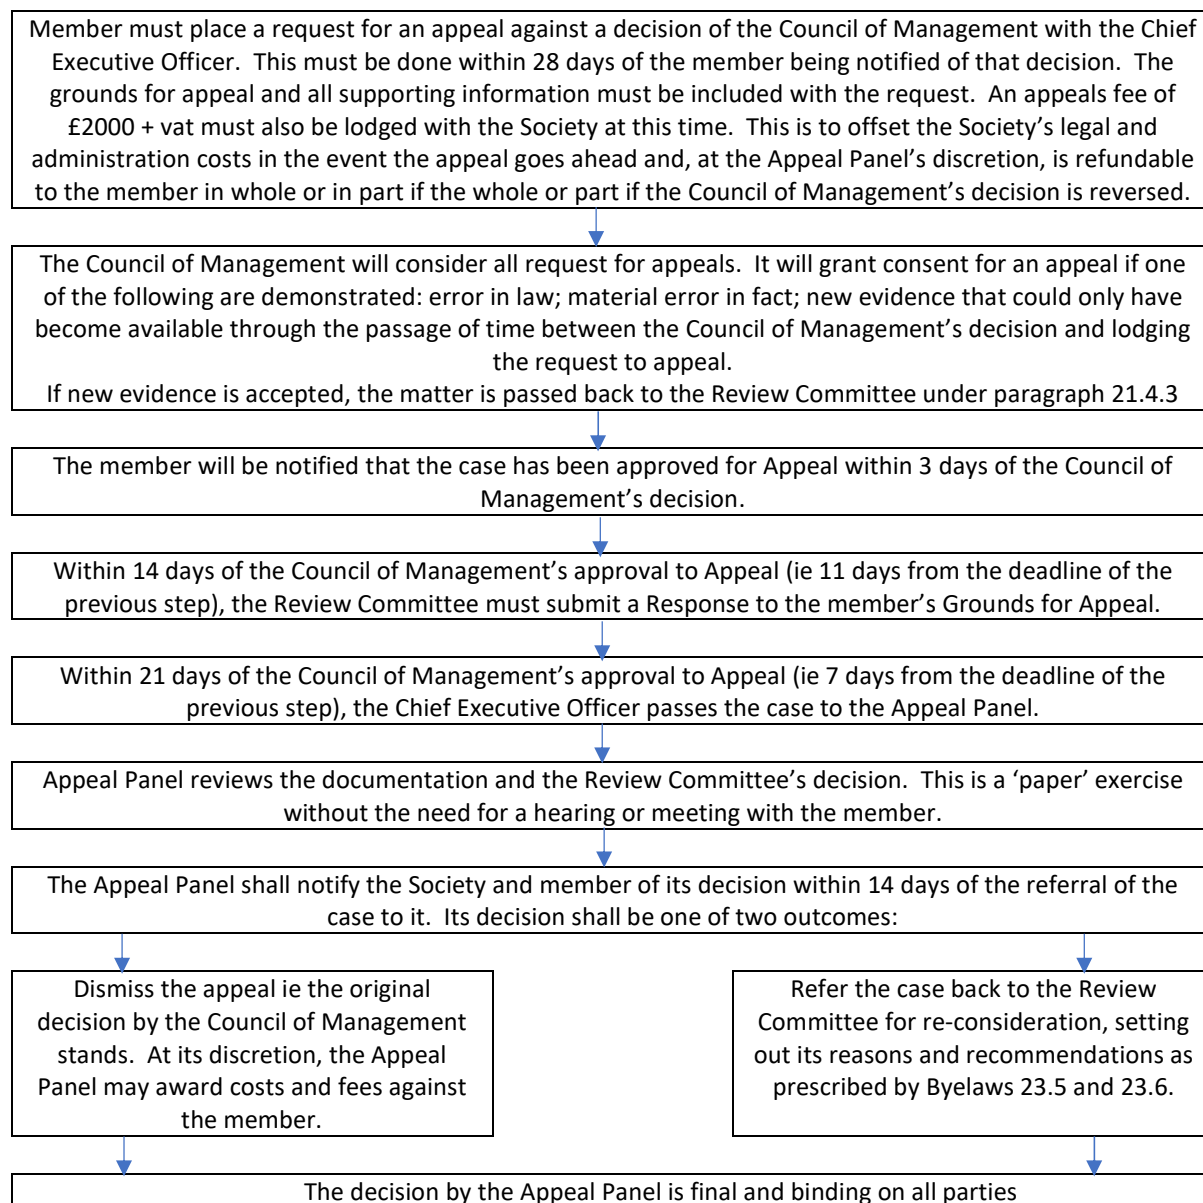 Member must place a request for an appeal against a decision of the Council of Management with the Chief
Executive Officer.  This must be done within 28 days of the member being notified of that decision.  The
grounds for appeal and all supporting information must be included with the request.  An appeals fee of
£2000 + vat must also be lodged with the Society at this time.  This is to offset the Society’s legal and
administration costs in the event the appeal goes ahead and, at the Appeal Panel’s discretion, is refundable
to the member in whole or in part if the whole or part if the Council of Management’s decision is reversed.
The Council of Management will consider all request for appeals.  It will grant consent for an appeal if one
of the following are demonstrated: error in law; material error in fact; new evidence that could only have
become available through the passage of time between the Council of Management’s decision and lodging
the request to appeal.
If new evidence is accepted, the matter is passed back to the Review Committee under paragraph 21.4.3
The member will be notified that the case has been approved for Appeal within 3 days of the Council of
Management’s decision.
Within 14 days of the Council of Management’s approval to Appeal (ie 11 days from the deadline of the
previous step), the Review Committee must submit a Response to the member’s Grounds for Appeal.
Within 21 days of the Council of Management’s approval to Appeal (ie 7 days from the deadline of the
previous step), the Chief Executive Officer passes the case to the Appeal Panel.
Appeal Panel reviews the documentation and the Review Committee’s decision.  This is a ‘paper’ exercise
without the need for a hearing or meeting with the member.
The Appeal Panel shall notify the Society and member of its decision within 14 days of the referral of the
case to it.  Its decision shall be one of two outcomes:
Dismiss the appeal ie the original
decision by the Council of Management
stands.  At its discretion, the Appeal
Panel may award costs and fees against
the member.
Refer the case back to the Review
Committee for re-consideration, setting
out its reasons and recommendations as
prescribed by Byelaws 23.5 and 23.6.
The decision by the Appeal Panel is final and binding on all parties